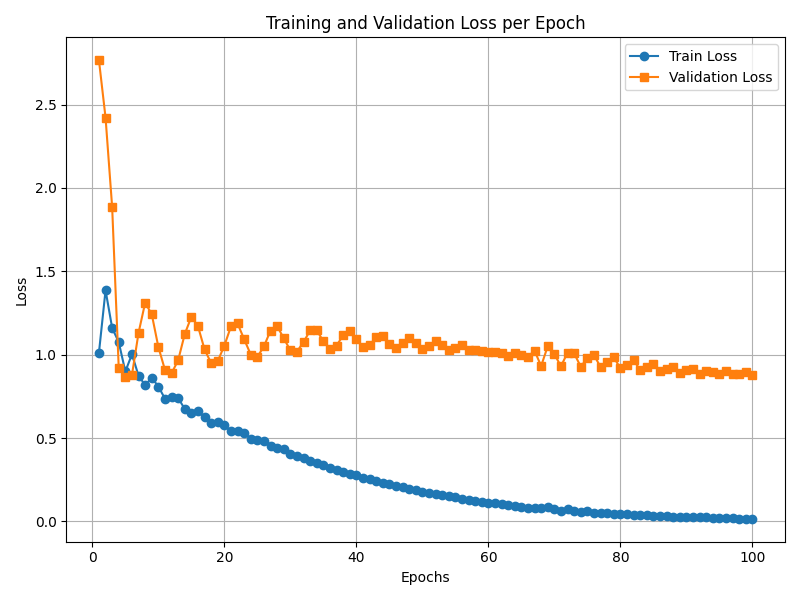 Training and Validation Loss per Epoch
Train Loss
Validation Loss
2.5
2.0
1.5
1.0
0.5
0.0
Loss
0 20 40 60 80 100
Epochs